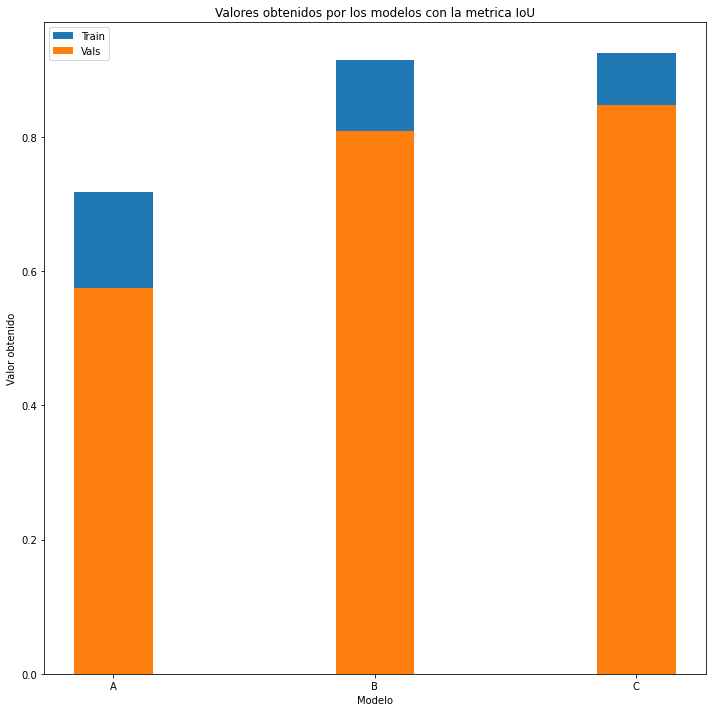 Valores obtenidos por los modelos con la metrica IoU
Train
Vals
0.8
0.6
0.4
0.2
0.0
Valor obtenido
A B C
Modelo